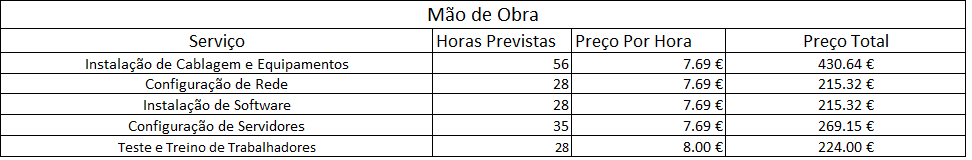 Mão de Obra
Serviço Horas Previstas Preço Por Hora Preço Total
Instalação de Cablagem e Equipamentos 56 7.69 € 430.64 €
Configuração de Rede 28 7.69 € 215.32 €
Instalação de Software 28 7.69 € 215.32 €
Configuração de Servidores 35 7.69 € 269.15 €
Teste e Treino de Trabalhadores 28 8.00 € 224.00 €